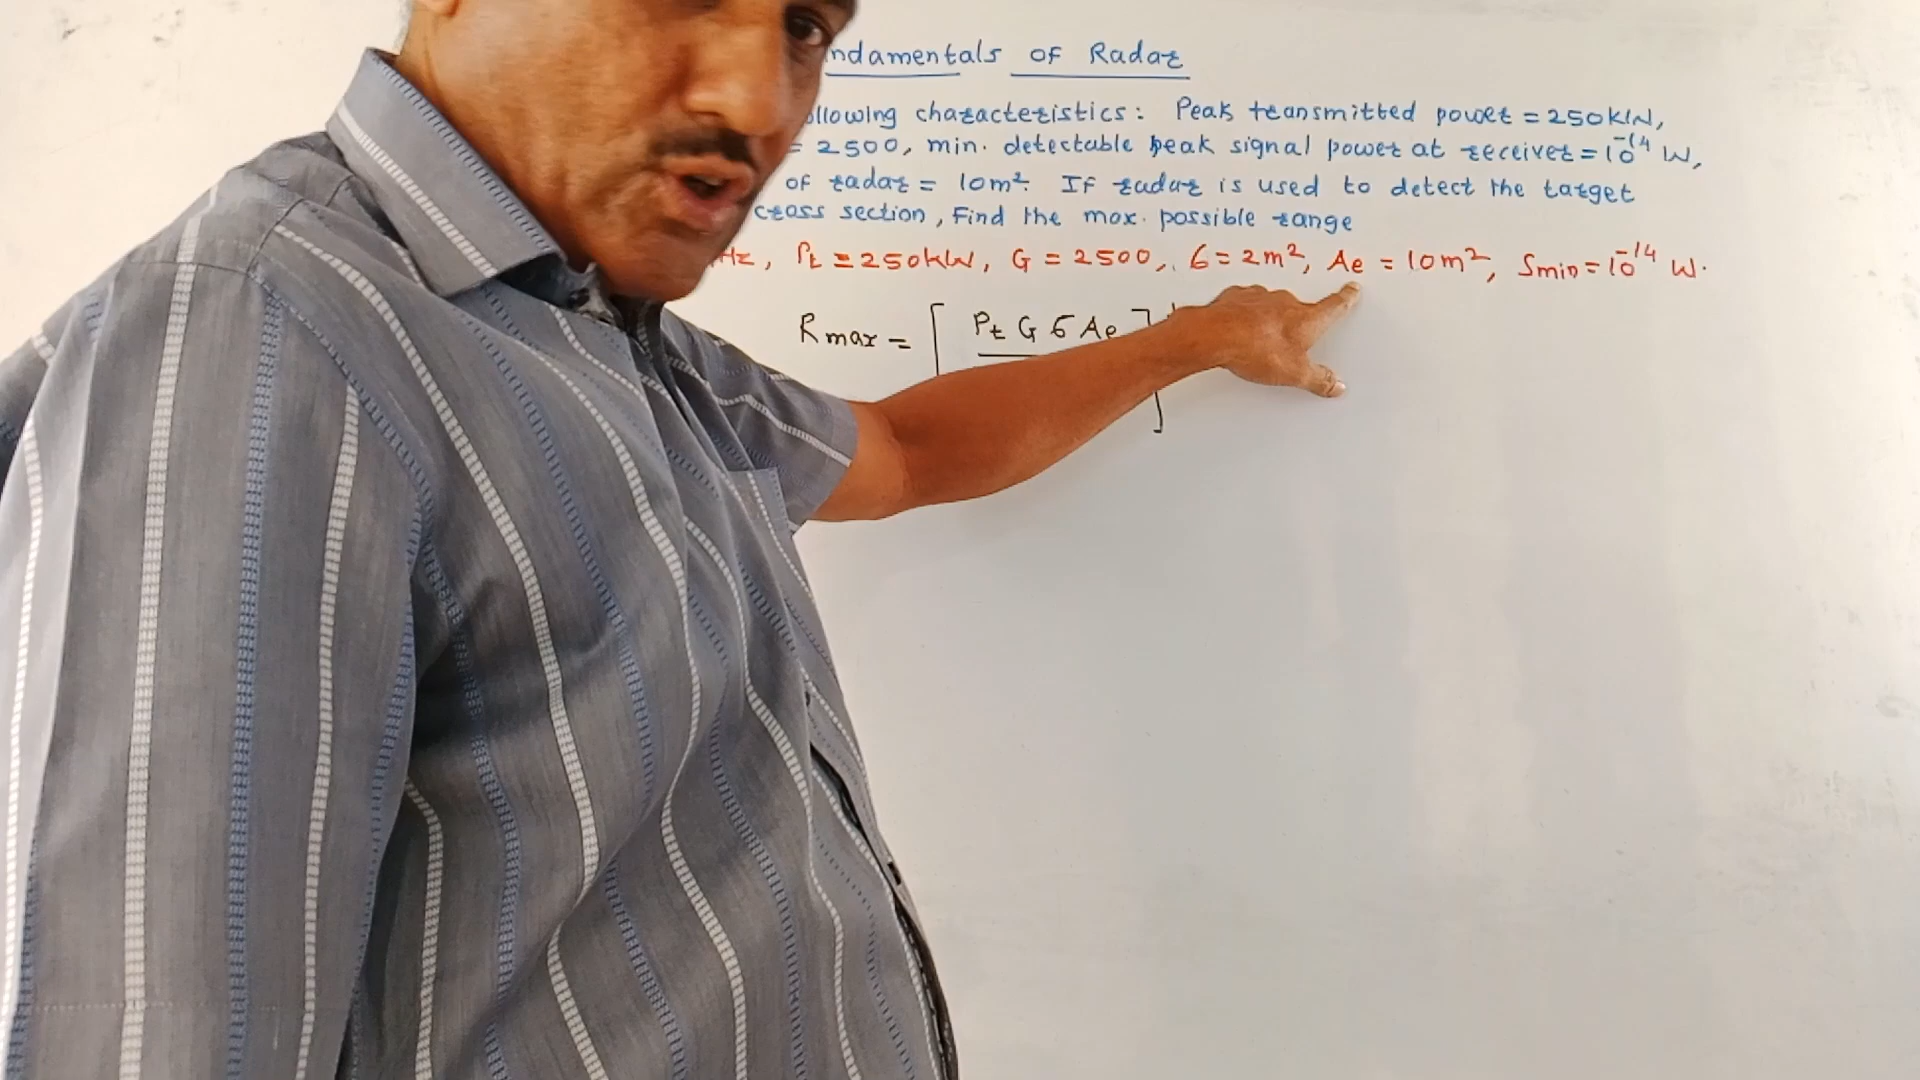 ndamentals of Radar
ollowing characteristics: Peak transmitted power = 250kW,
= 2500, min. detectable peak signal power at receiver = 10⁻¹⁴ W,
of radar = 10m². If radar is used to detect the target
cross section, Find the max. possible range
Hz, Pt = 250kW, G = 2500, σ = 2m², Ae = 10m², Smin = 10⁻¹⁴ W.
Rmax = [ Pt G σ Ae ]